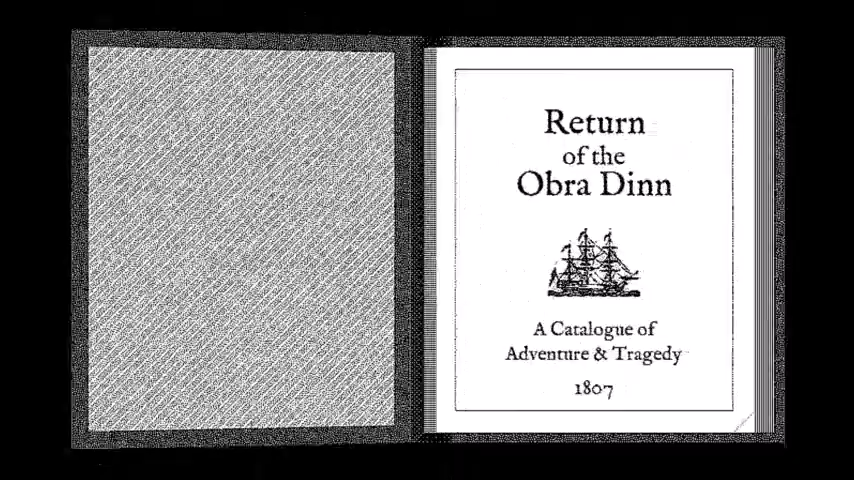 Return
of the
Obra Dinn
A Catalogue of
Adventure & Tragedy
1807